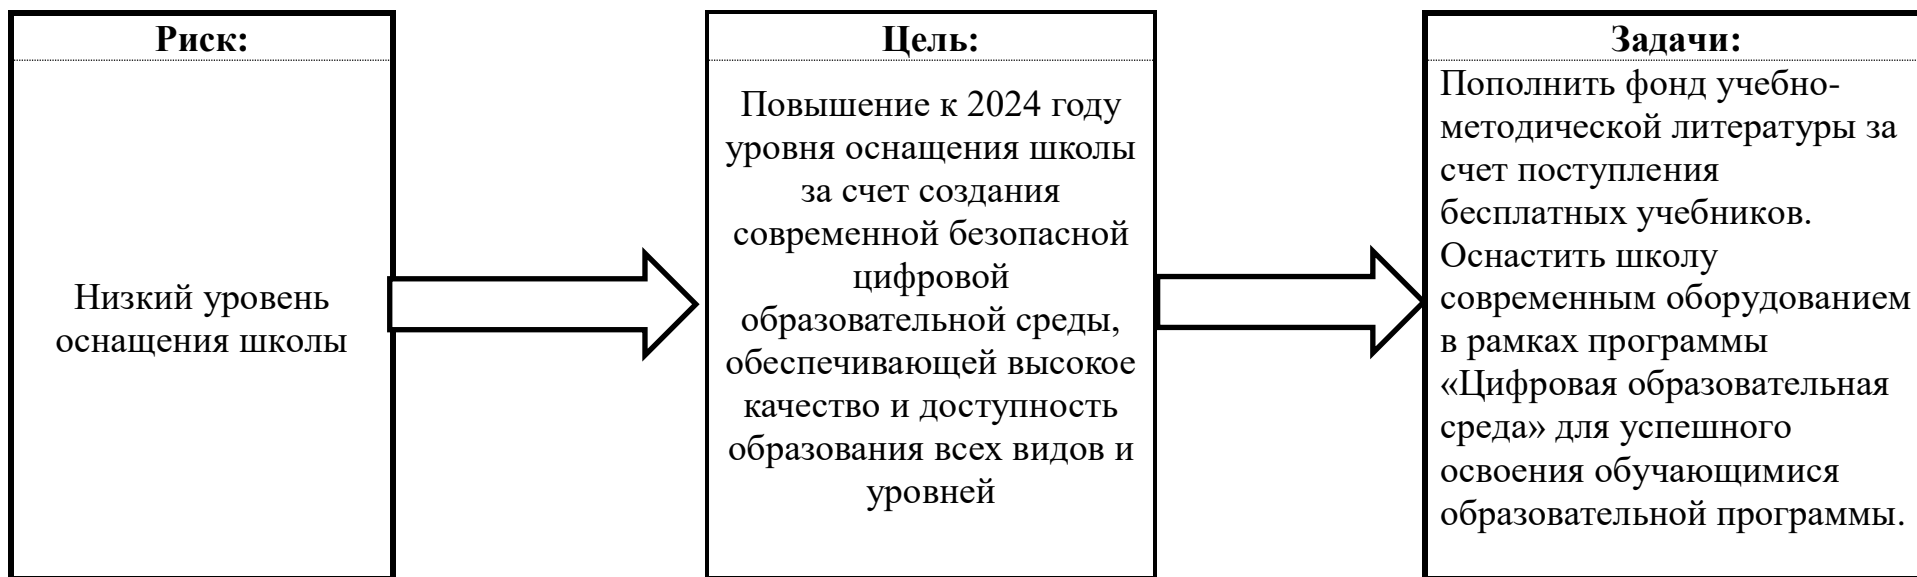 Риск:
Низкий уровень
оснащения школы
Цель:
Повышение к 2024 году
уровня оснащения школы
за счет создания
современной безопасной
цифровой
образовательной среды,
обеспечивающей высокое
качество и доступность
образования всех видов и
уровней
Задачи:
Пополнить фонд учебно-
методической литературы за
счет поступления
бесплатных учебников.
Оснастить школу
современным оборудованием
в рамках программы
«Цифровая образовательная
среда» для успешного
освоения обучающимися
образовательной программы.